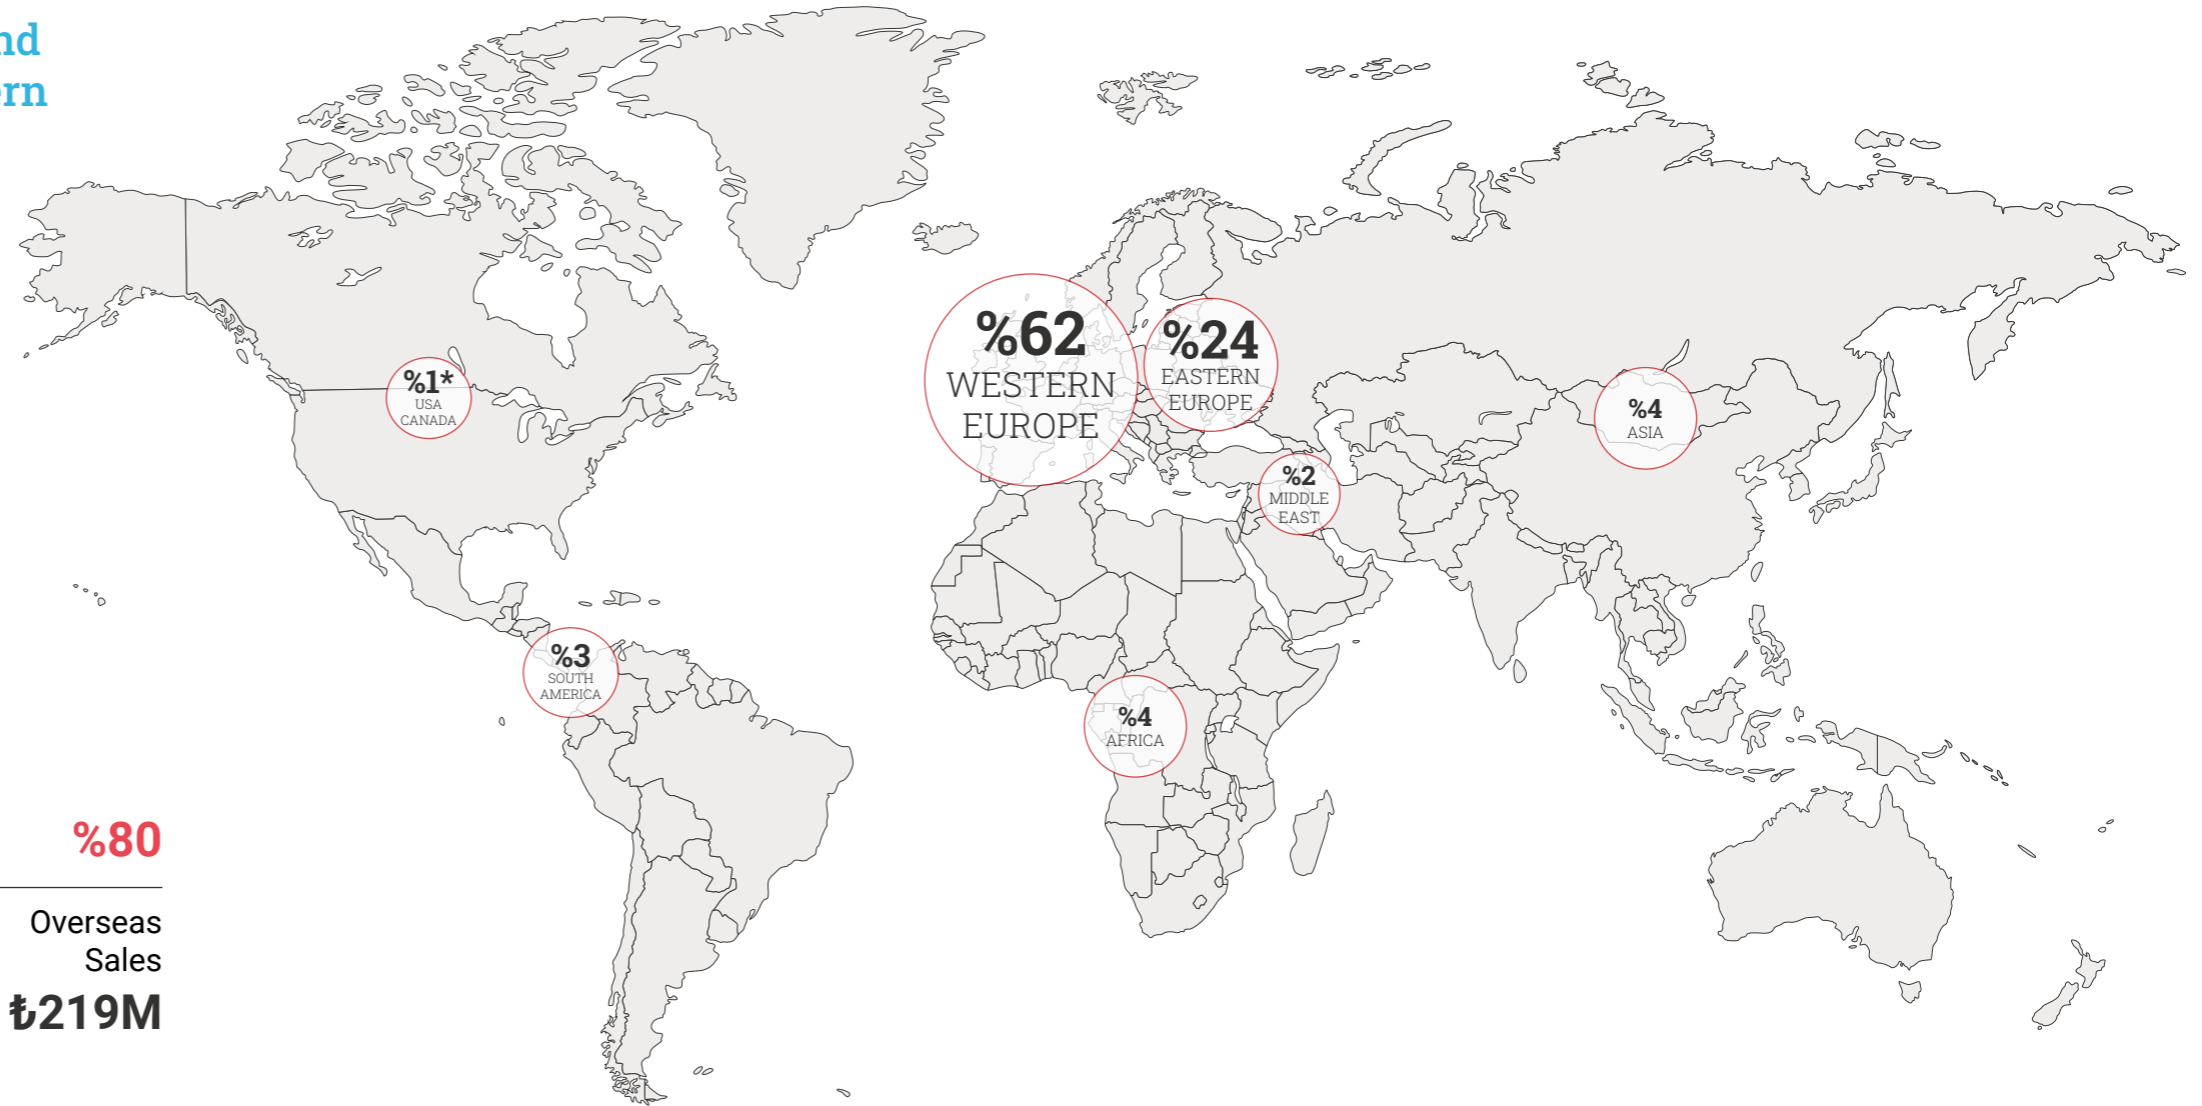 nd
ern
%62
WESTERN
EUROPE
%24
EASTERN
EUROPE
%1*
USA
CANADA
%4
ASIA
%2
MIDDLE
EAST
%3
SOUTH
AMERICA
%4
AFRICA
%80
Overseas
Sales
₺219M